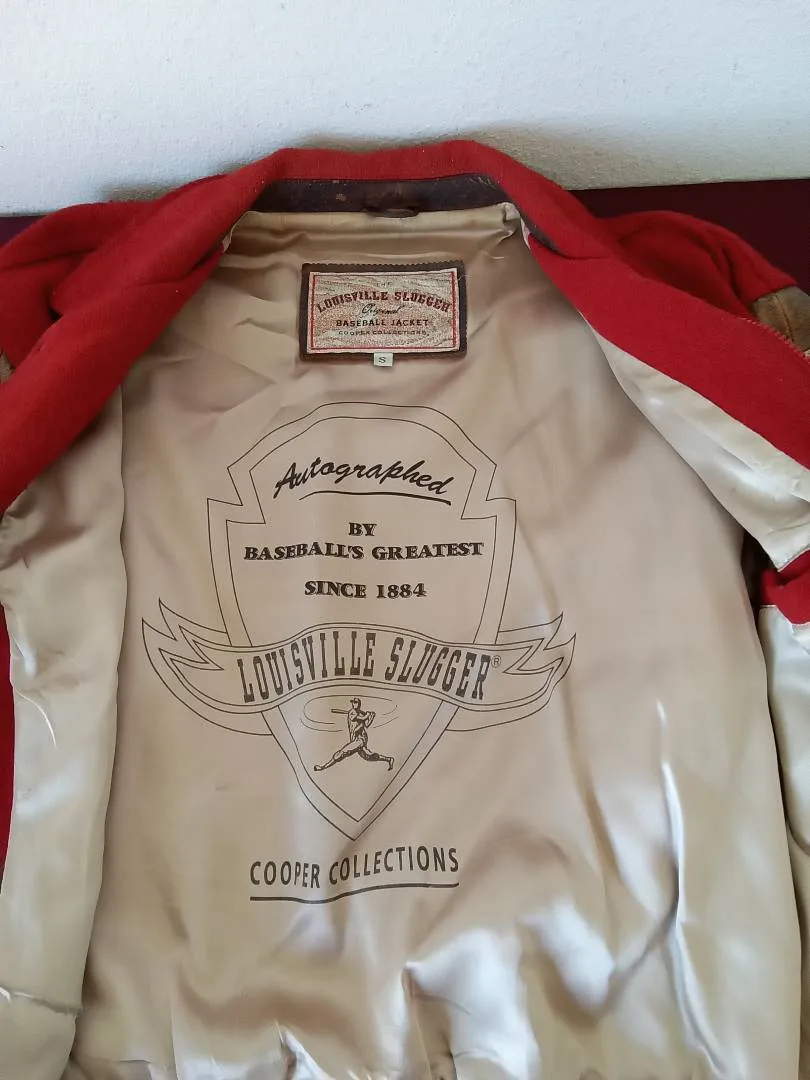 LOUISVILLE SLUGGER
Original
BASEBALL JACKET
COOPER COLLECTIONS
S
Autographed
BY
BASEBALL'S GREATEST
SINCE 1884
LOUISVILLE SLUGGER®
COOPER COLLECTIONS